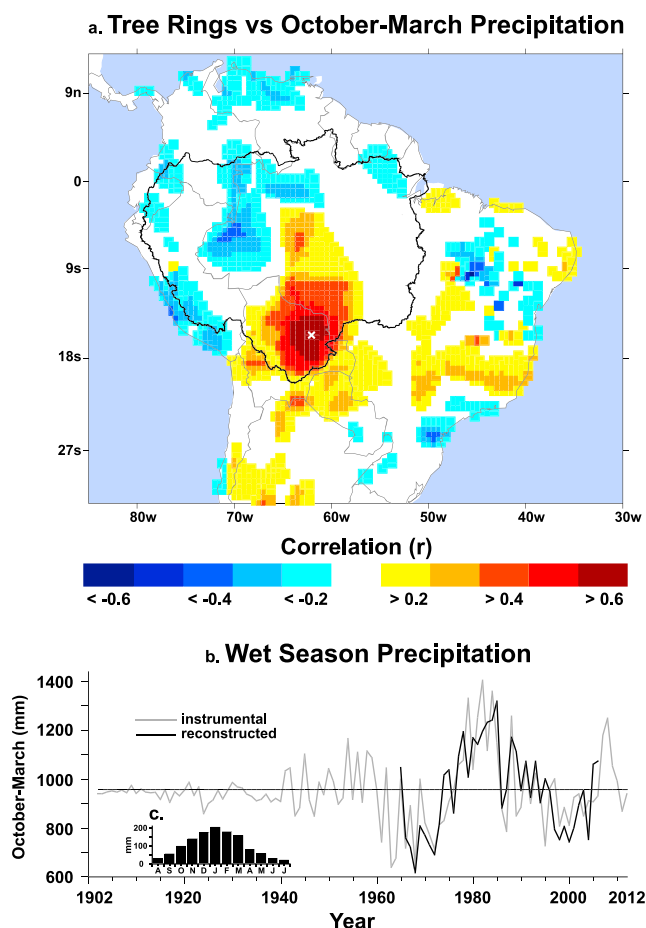 a. Tree Rings vs October-March Precipitation
9n
0
9s
18s
27s
80w 70w 60w 50w 40w 30w
Correlation (r)
< -0.6 < -0.4 < -0.2 > 0.2 > 0.4 > 0.6
b. Wet Season Precipitation
October-March (mm)
1400
1200
1000
800
600
instrumental
reconstructed
c.
mm
200
100
0
A S O N D J F M A M J J
1902 1920 1940 1960 1980 2000 2012
Year